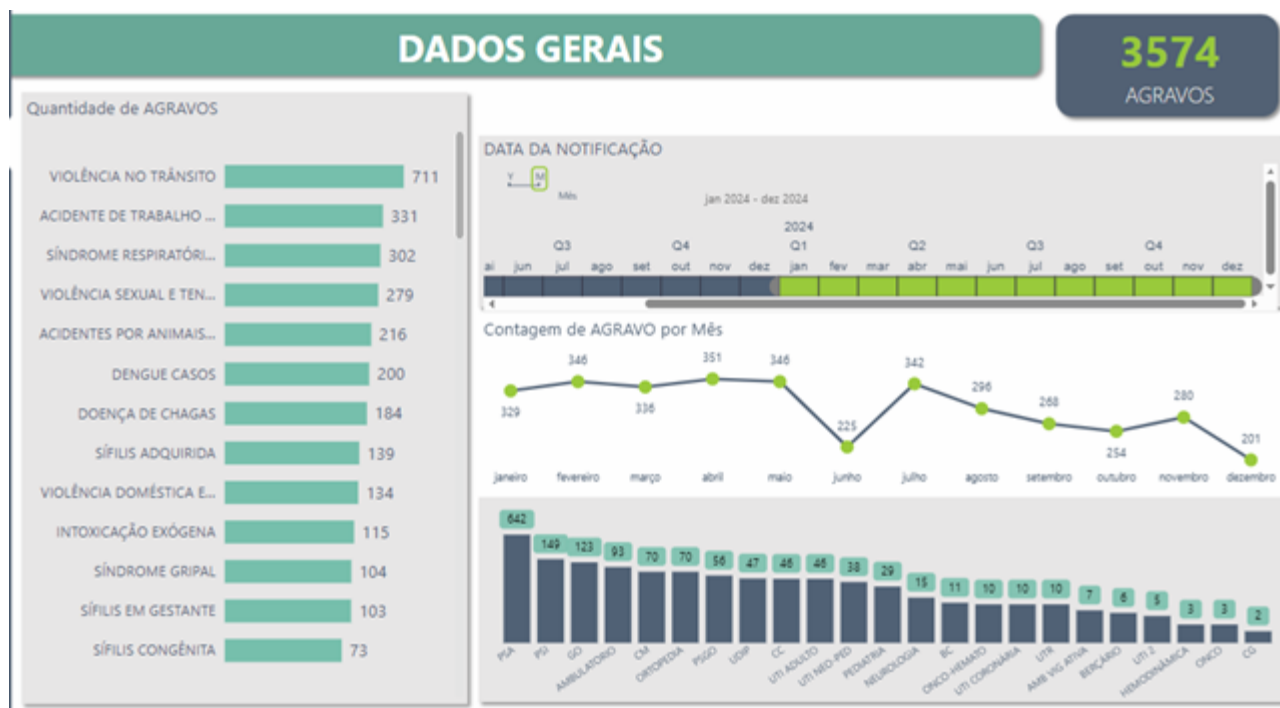 DADOS GERAIS
3574
AGRAVOS
Quantidade de AGRAVOS
VIOLÊNCIA NO TRÂNSITO 711
ACIDENTE DE TRABALHO ... 331
SÍNDROME RESPIRATÓRI... 302
VIOLÊNCIA SEXUAL E TEN... 279
ACIDENTES POR ANIMAIS... 216
DENGUE CASOS 200
DOENÇA DE CHAGAS 184
SÍFILIS ADQUIRIDA 139
VIOLÊNCIA DOMÉSTICA E... 134
INTOXICAÇÃO EXÓGENA 115
SÍNDROME GRIPAL 104
SÍFILIS EM GESTANTE 103
SÍFILIS CONGÊNITA 73
DATA DA NOTIFICAÇÃO
Y M
Mês
jan 2024 - dez 2024
2024
Q3 Q4 Q1 Q2 Q3 Q4
ai jun jul ago set out nov dez jan fev mar abr mai jun jul ago set out nov dez
Contagem de AGRAVO por Mês
329 346 336 351 346 225 342 296 268 254 280 201
janeiro fevereiro março abril maio junho julho agosto setembro outubro novembro dezembro
642 149 123 93 70 70 56 47 46 46 38 29 15 11 10 10 10 7 6 5 3 3 2
PSA PSI GO AMBULATORIO CM ORTOPEDIA PSGO UDIP CC UTI ADULTO UTI NEO-PED PEDIATRIA NEUROLOGIA BC ONCO-HEMATO UTI CORONÁRIA UTR AMB VIG ATIVA BERÇÁRIO UTI 2 HEMODINÂMICA ONCO CG